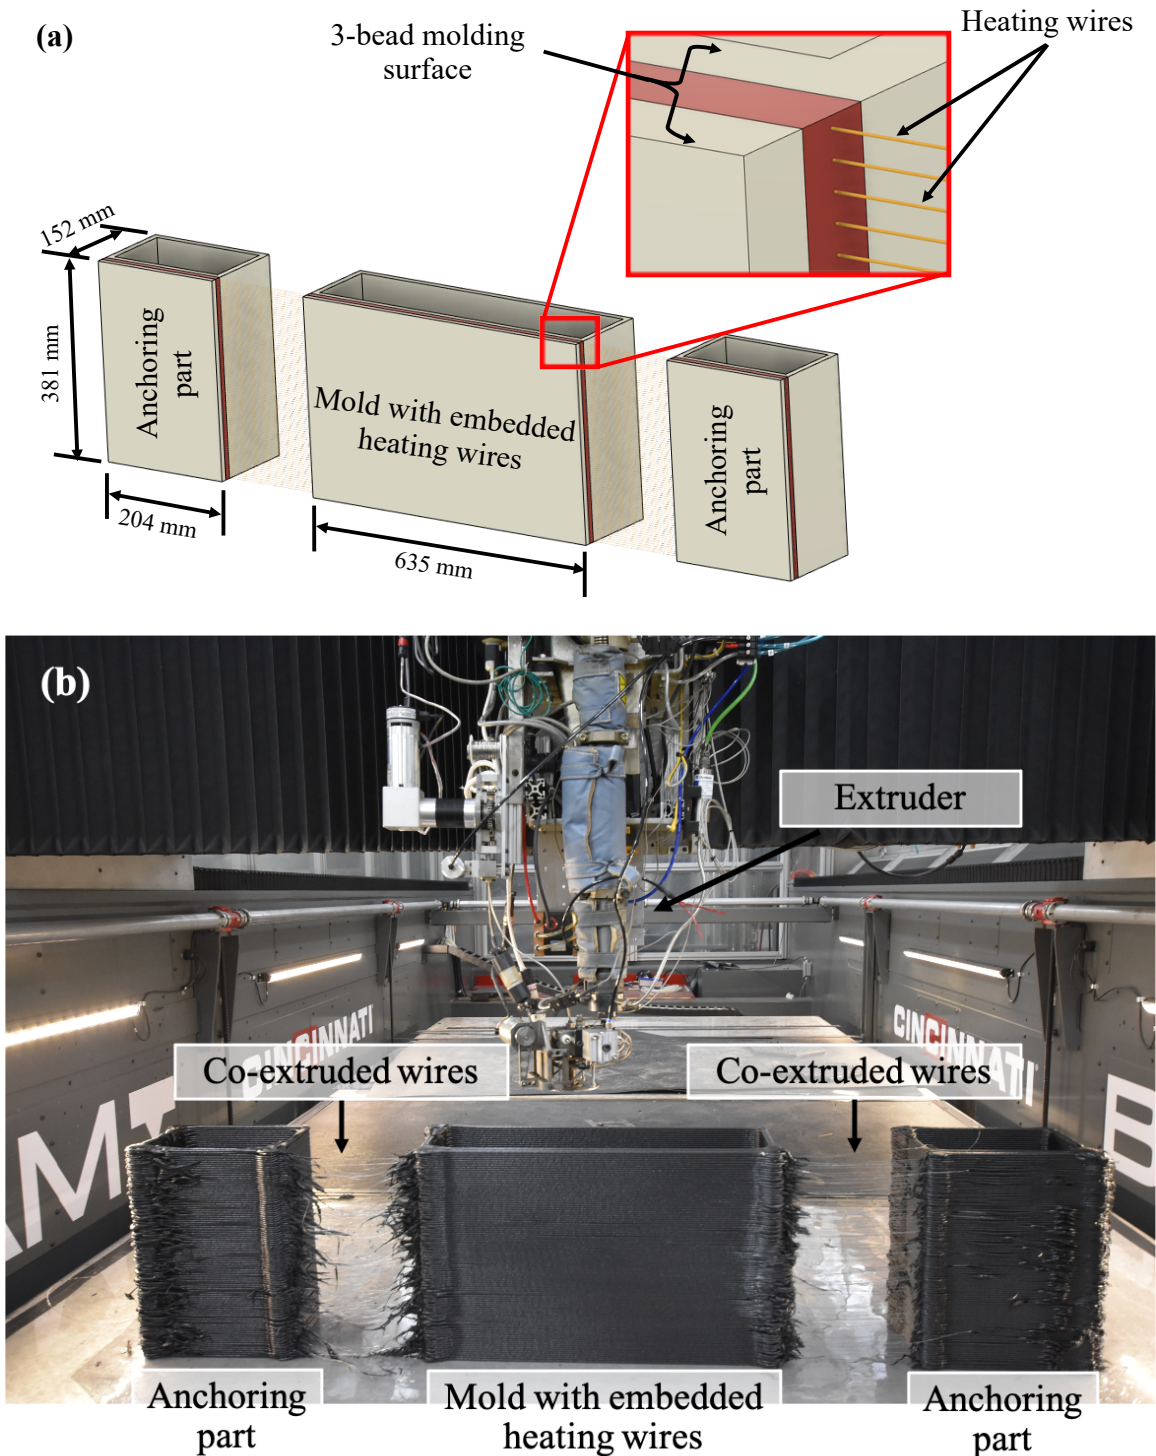 (a)
3-bead molding
surface
Heating wires
152 mm
381 mm
Anchoring
part
204 mm
Mold with embedded
heating wires
635 mm
Anchoring
part
(b)
Extruder
CINCINNATI
CINCINNATI
Co-extruded wires
Co-extruded wires
AMT
B
Anchoring
part
Mold with embedded
heating wires
Anchoring
part